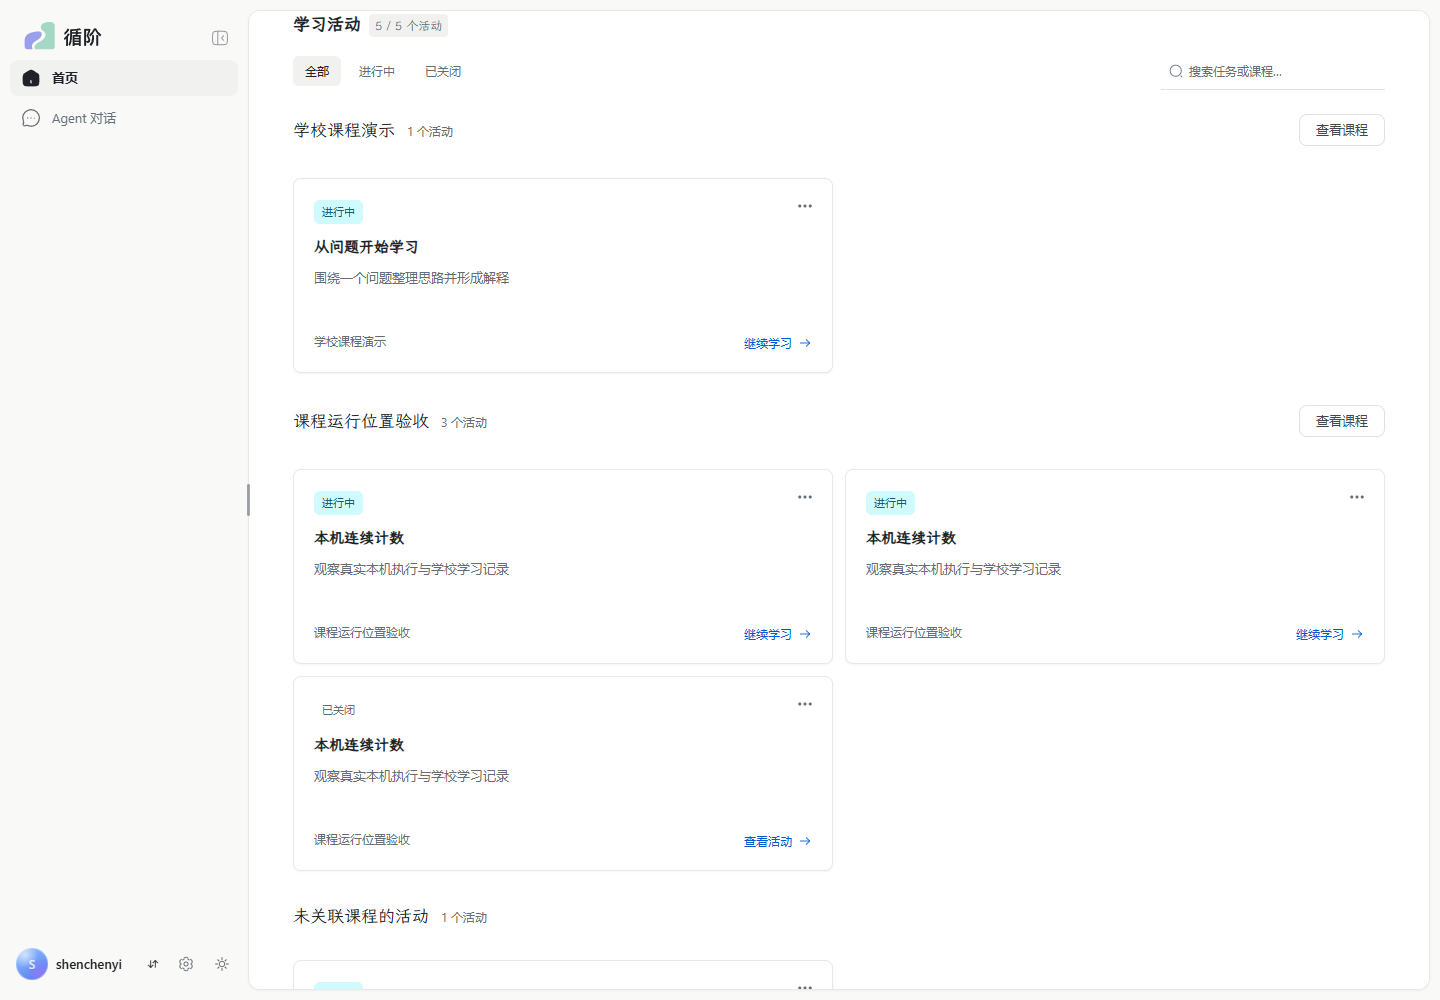 循阶
首页
Agent 对话
shenchenyi
S
学习活动 5 / 5 个活动
全部 进行中 已关闭
搜索任务或课程...
学校课程演示 1 个活动
查看课程
进行中
从问题开始学习
围绕一个问题整理思路并形成解释
学校课程演示
继续学习
课程运行位置验收 3 个活动
查看课程
进行中
本机连续计数
观察真实本机执行与学校学习记录
课程运行位置验收
继续学习
进行中
本机连续计数
观察真实本机执行与学校学习记录
课程运行位置验收
继续学习
已关闭
本机连续计数
观察真实本机执行与学校学习记录
课程运行位置验收
查看活动
未关联课程的活动 1 个活动